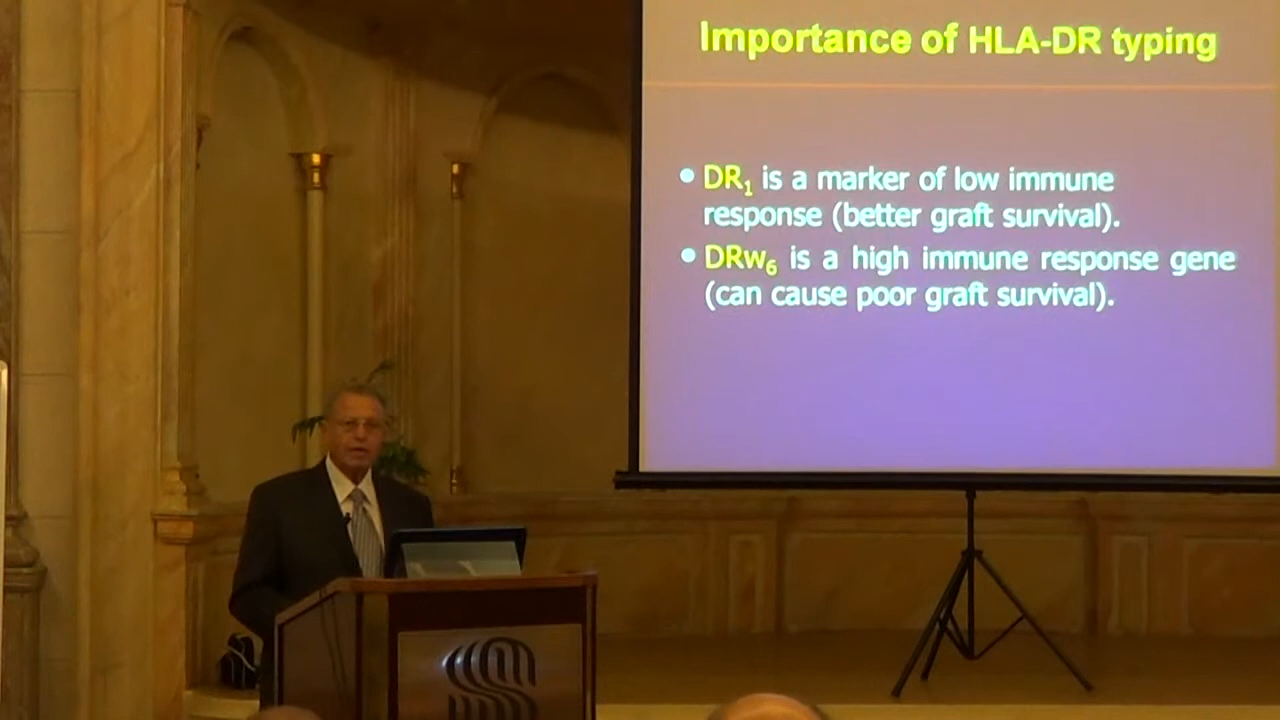 Importance of HLA-DR typing
• DR₁ is a marker of low immune
response (better graft survival).
• DRw₆ is a high immune response gene
(can cause poor graft survival).